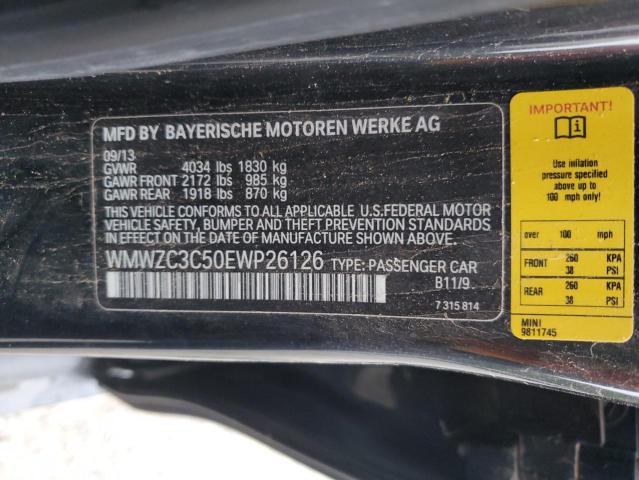 MFD BY BAYERISCHE MOTOREN WERKE AG
09/13
GVWR 4034 lbs 1830 kg
GAWR FRONT 2172 lbs 985 kg
GAWR REAR 1918 lbs 870 kg
THIS VEHICLE CONFORMS TO ALL APPLICABLE U.S.FEDERAL MOTOR
VEHICLE SAFETY, BUMPER, AND THEFT PREVENTION STANDARDS
IN EFFECT ON THE DATE OF MANUFACTURE SHOWN ABOVE.
WMWZC3C50EWP26126 TYPE: PASSENGER CAR
B11/9
7 315 814
IMPORTANT!
Use inflation
pressure specified
above up to
100 mph only!
over 100 mph
FRONT 260 KPA
38 PSI
REAR 260 KPA
38 PSI
MINI
9811745